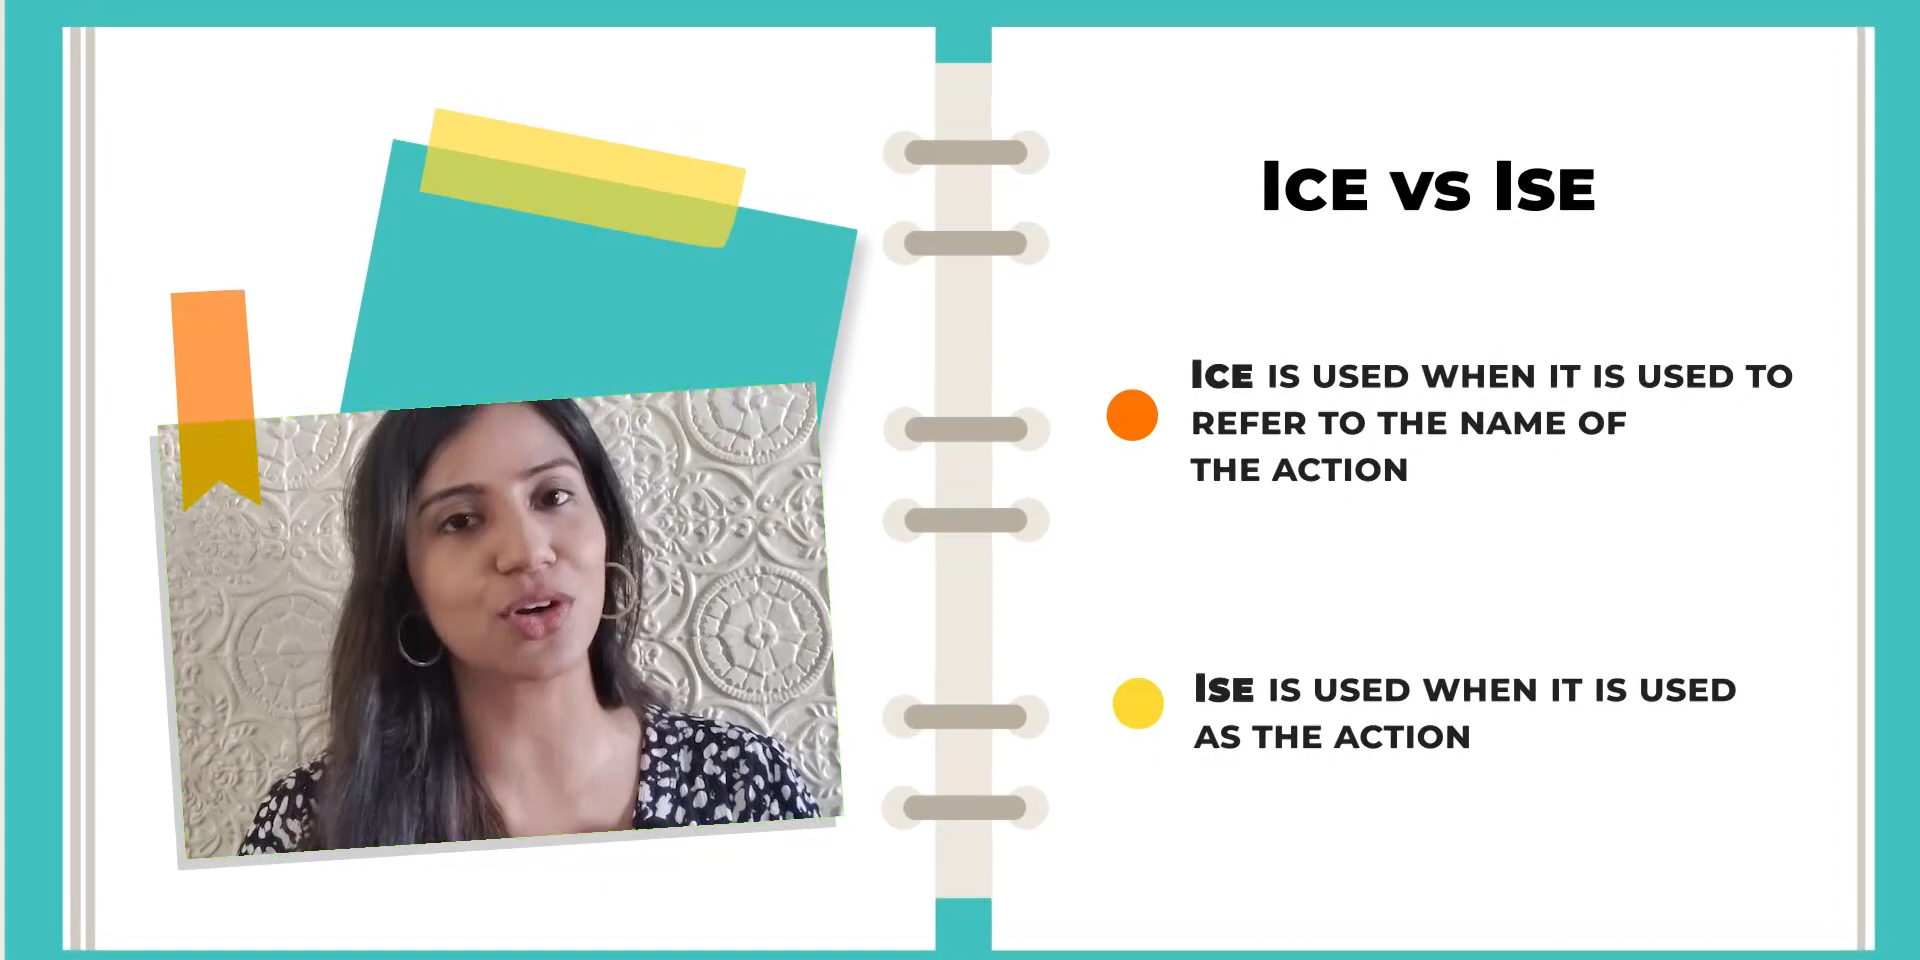 Ice vs Ise
Ice is used when it is used to
refer to the name of
the action
Ise is used when it is used
as the action